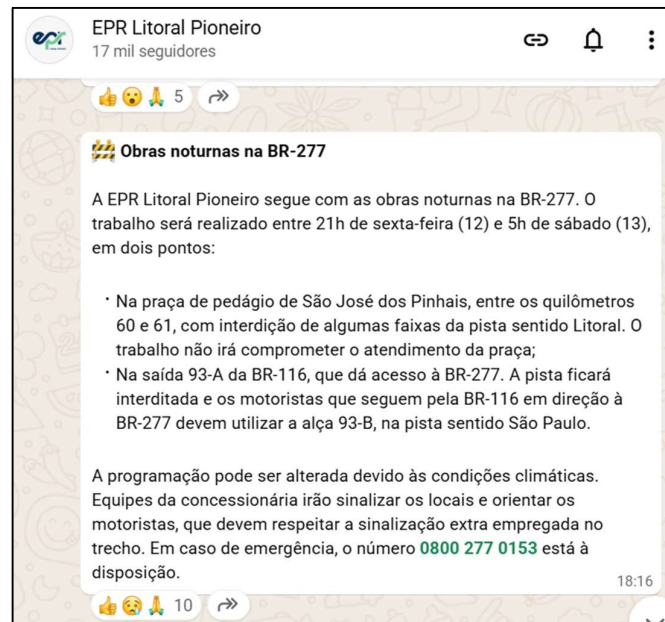 epr
EPR Litoral Pioneiro
17 mil seguidores
5
Obras noturnas na BR-277
A EPR Litoral Pioneiro segue com as obras noturnas na BR-277. O
trabalho será realizado entre 21h de sexta-feira (12) e 5h de sábado (13),
em dois pontos:
· Na praça de pedágio de São José dos Pinhais, entre os quilômetros
60 e 61, com interdição de algumas faixas da pista sentido Litoral. O
trabalho não irá comprometer o atendimento da praça;
· Na saída 93-A da BR-116, que dá acesso à BR-277. A pista ficará
interditada e os motoristas que seguem pela BR-116 em direção à
BR-277 devem utilizar a alça 93-B, na pista sentido São Paulo.
A programação pode ser alterada devido às condições climáticas.
Equipes da concessionária irão sinalizar os locais e orientar os
motoristas, que devem respeitar a sinalização extra empregada no
trecho. Em caso de emergência, o número 0800 277 0153 está à
disposição.
18:16
10